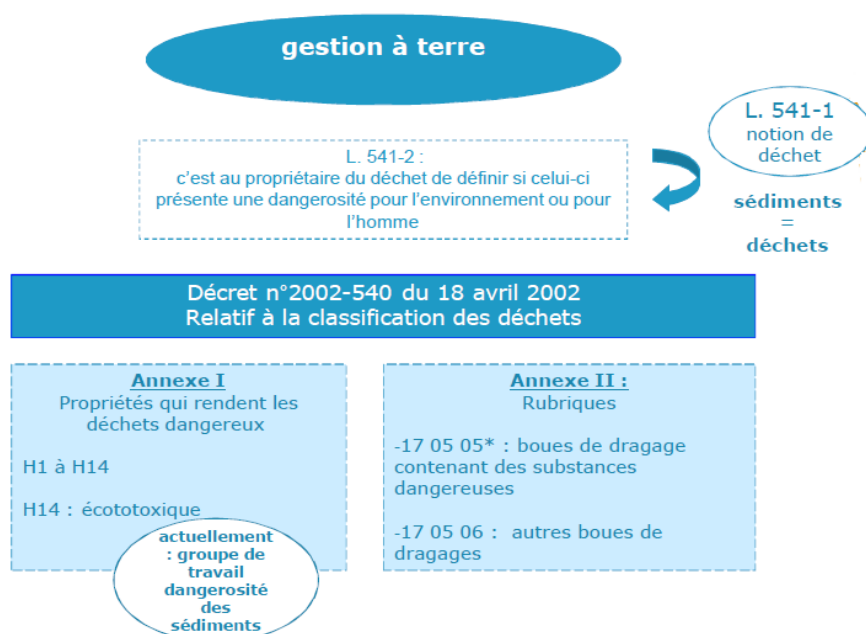 gestion à terre
L. 541-1
notion de
déchet
L. 541-2 :
c'est au propriétaire du déchet de définir si celui-ci
présente une dangerosité pour l'environnement ou pour
l'homme
sédiments
=
déchets
Décret n°2002-540 du 18 avril 2002
Relatif à la classification des déchets
Annexe I
Propriétés qui rendent les
déchets dangereux
H1 à H14
H14 : écototoxique
actuellement
: groupe de
travail
dangerosité
des
sédiments
Annexe II :
Rubriques
-17 05 05* : boues de dragage
contenant des substances
dangereuses
-17 05 06 : autres boues de
dragages